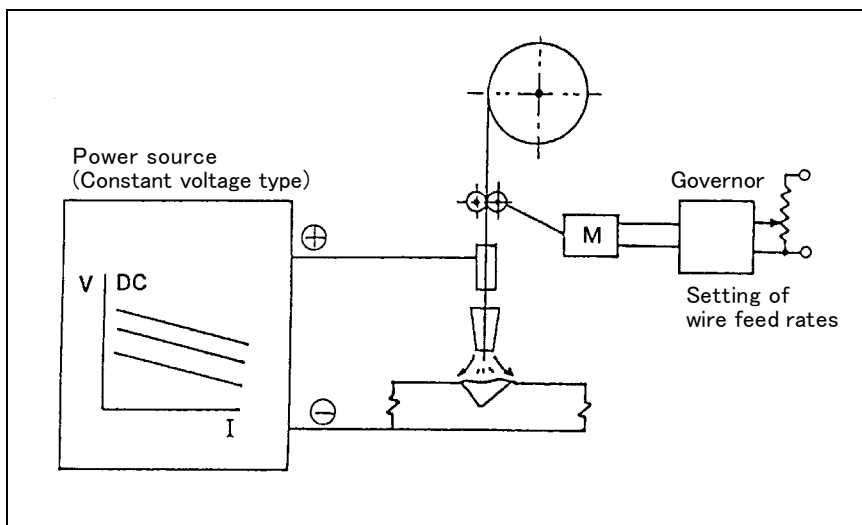 Power source
(Constant voltage type)
⊕
V
DC
I
⊖
M
Governor
Setting of
wire feed rates